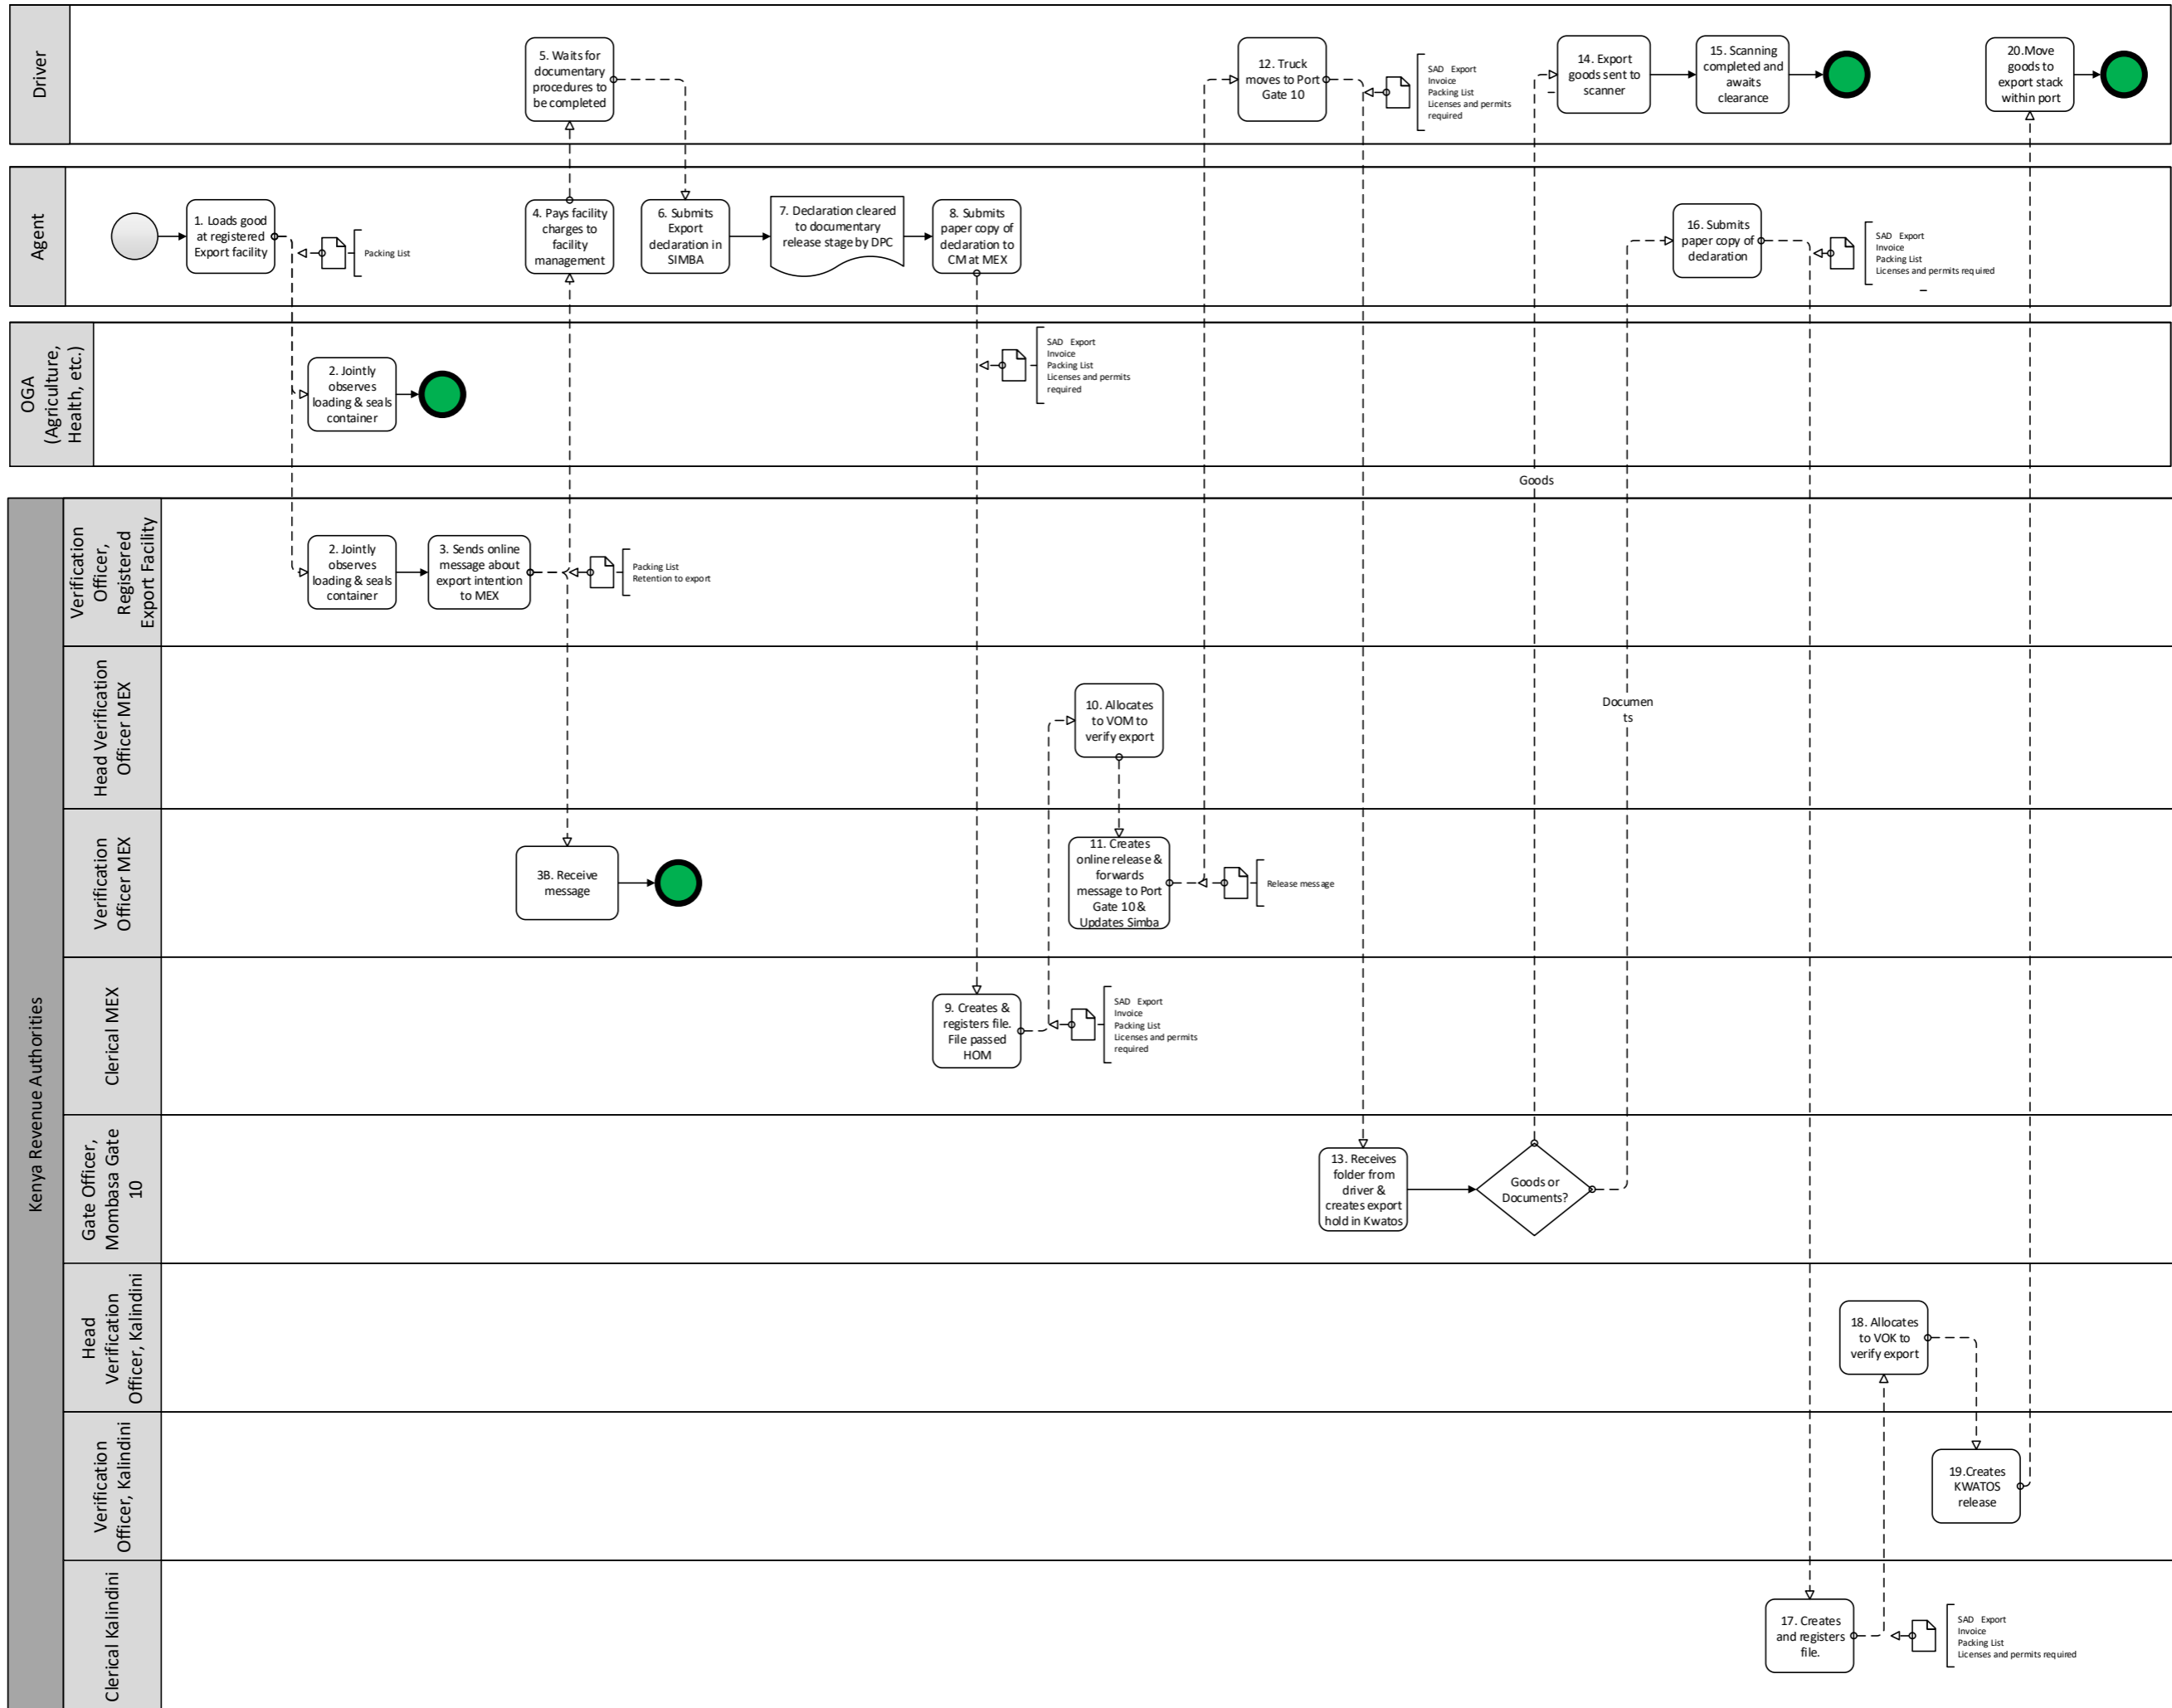 Driver
5. Waits for
documentary
procedures to
be completed
12. Truck
moves to Port
Gate 10
SAD Export
Invoice
Packing List
Licenses and permits
required
14. Export
goods sent to
scanner
15. Scanning
completed and
awaits
clearance
20.Move
goods to
export stack
within port
Agent
1. Loads good
at registered
Export facility
Packing List
4. Pays facility
charges to
facility
management
6. Submits
Export
declaration in
SIMBA
7. Declaration cleared
to documentary
release stage by DPC
8. Submits
paper copy of
declaration to
CM at MEX
16. Submits
paper copy of
declaration
SAD Export
Invoice
Packing List
Licenses and permits required
OGA
(Agriculture,
Health, etc.)
2. Jointly
observes
loading & seals
container
SAD Export
Invoice
Packing List
Licenses and permits
required
Goods
Kenya Revenue Authorities
Verification
Officer,
Registered
Export Facility
2. Jointly
observes
loading & seals
container
3. Sends online
message about
export intention
to MEX
Packing List
Retention to export
Head Verification
Officer MEX
10. Allocates
to VOM to
verify export
Documen
ts
Verification
Officer MEX
3B. Receive
message
11. Creates
online release &
forwards
message to Port
Gate 10 &
Updates Simba
Release message
Clerical MEX
9. Creates &
registers file.
File passed
HOM
SAD Export
Invoice
Packing List
Licenses and permits
required
Gate Officer,
Mombasa Gate
10
13. Receives
folder from
driver &
creates export
hold in Kwatos
Goods or
Documents?
Head
Verification
Officer, Kalindini
18. Allocates
to VOK to
verify export
Verification
Officer, Kalindini
19.Creates
KWATOS
release
Clerical Kalindini
17. Creates
and registers
file.
SAD Export
Invoice
Packing List
Licenses and permits required